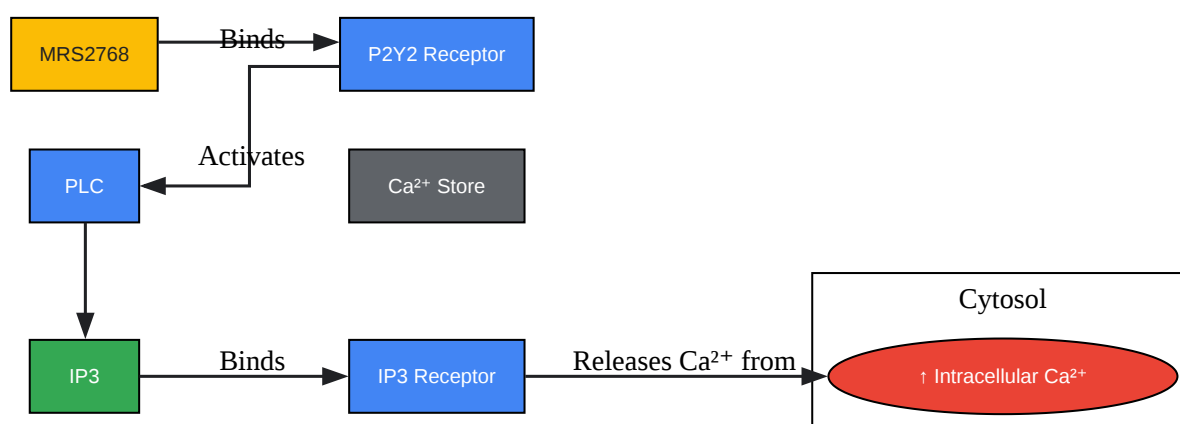 MRS2768
Binds
P2Y2 Receptor
Activates
PLC
Ca²⁺ Store
Cytosol
IP3
Binds
IP3 Receptor
Releases Ca²⁺ from
↑ Intracellular Ca²⁺